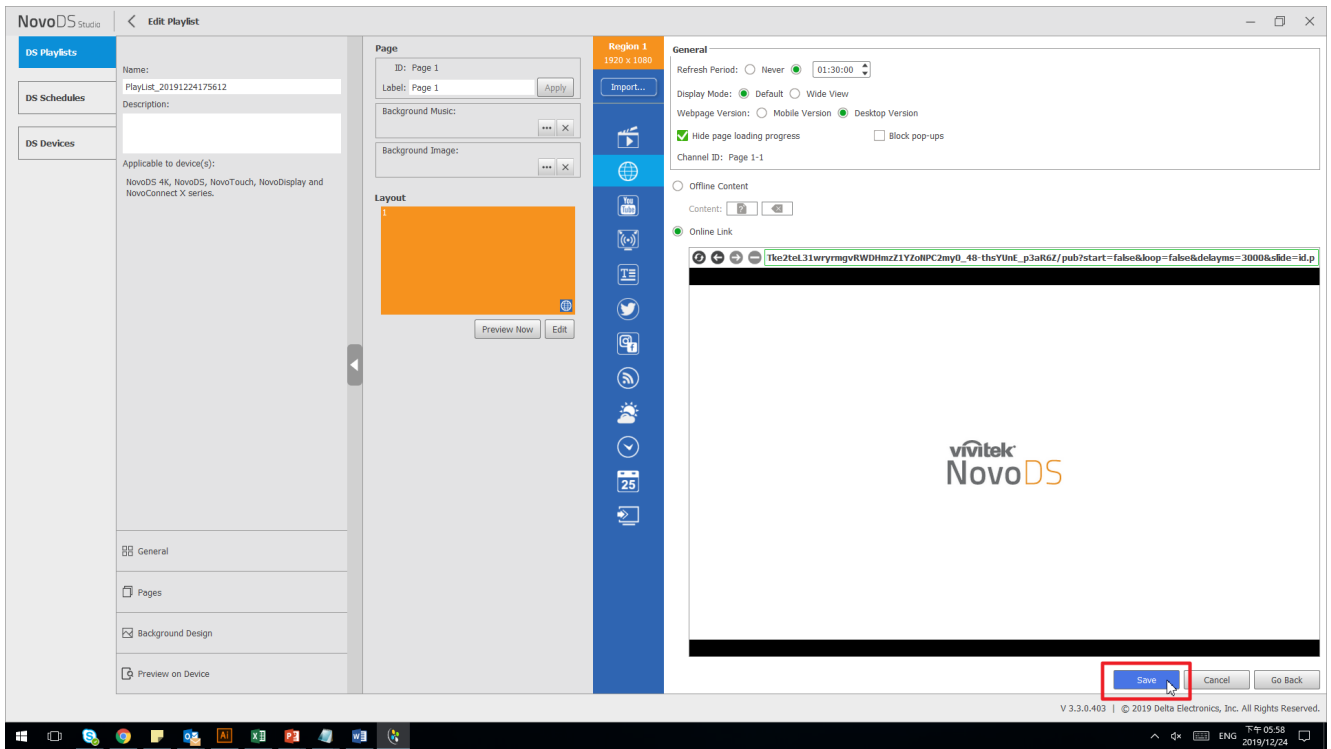 NovoDS Studio
Edit Playlist
DS Playlists
DS Schedules
DS Devices
Name:
PlayList_20191224175612
Description:
Applicable to device(s):
NovoDS 4K, NovoDS, NovoTouch, NovoDisplay and
NovoConnect X series.
General
Pages
Background Design
Preview on Device
Page
ID: Page 1
Label: Page 1 Apply
Background Music:
Background Image:
Layout
1
Preview Now Edit
Region 1
1920 x 1080
Import...
You
Tube
25
General
Refresh Period: Never 01:30:00
Display Mode: Default Wide View
Webpage Version: Mobile Version Desktop Version
Hide page loading progress Block pop-ups
Channel ID: Page 1-1
Offline Content
Content:
Online Link
Tke2teL31wryrmgvRWDHmzZ1YZoNPC2my0_48-thsYUnE_p3aR6Z/pub?start=false&loop=false&delayms=3000&slide=id.p
vivitek
NovoDS
Save Cancel Go Back
V 3.3.0.403 | © 2019 Delta Electronics, Inc. All Rights Reserved.
ENG
下午 05:58
2019/12/24